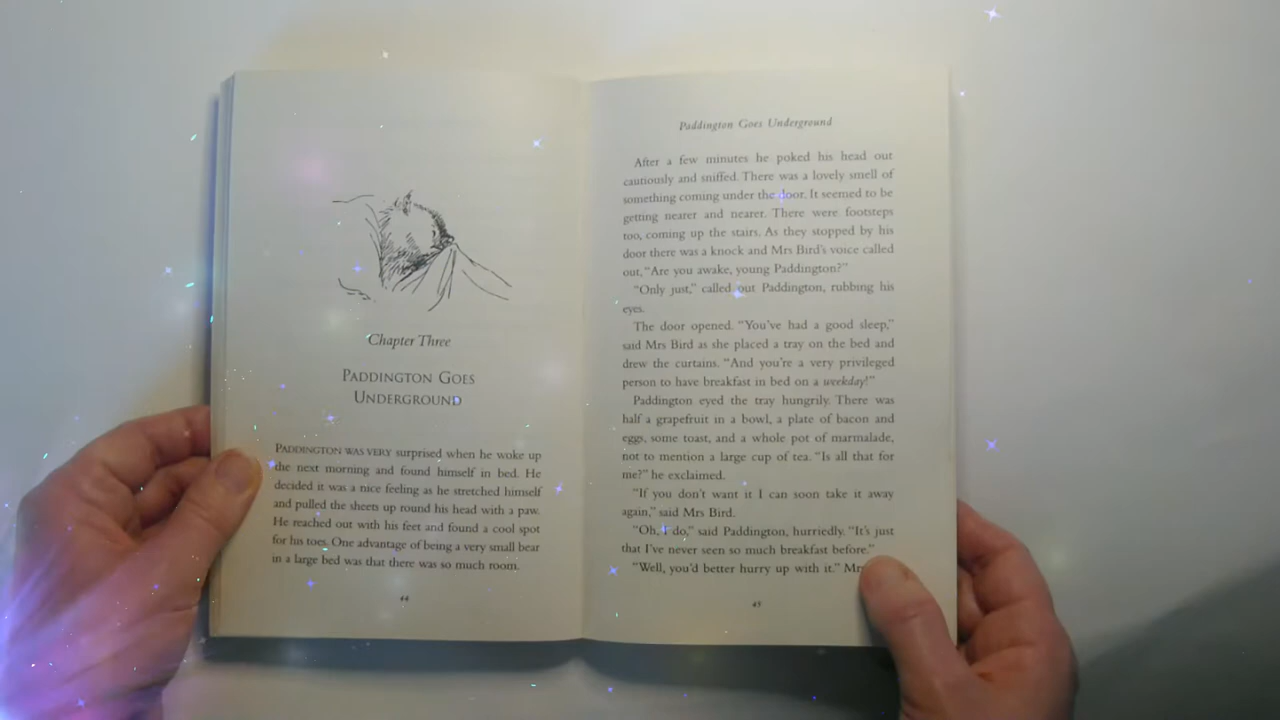 Chapter Three
PADDINGTON GOES
UNDERGROUND
PADDINGTON WAS VERY surprised when he woke up
the next morning and found himself in bed. He
decided it was a nice feeling as he stretched himself
and pulled the sheets up round his head with a paw.
He reached out with his feet and found a cool spot
for his toes. One advantage of being a very small bear
in a large bed was that there was so much room.
44
Paddington Goes Underground
After a few minutes he poked his head out
cautiously and sniffed. There was a lovely smell of
something coming under the door. It seemed to be
getting nearer and nearer. There were footsteps
too, coming up the stairs. As they stopped by his
door there was a knock and Mrs Bird's voice called
out, “Are you awake, young Paddington?”
“Only just,” called out Paddington, rubbing his
eyes.
The door opened. “You've had a good sleep,”
said Mrs Bird as she placed a tray on the bed and
drew the curtains. “And you're a very privileged
person to have breakfast in bed on a weekday!”
Paddington eyed the tray hungrily. There was
half a grapefruit in a bowl, a plate of bacon and
eggs, some toast, and a whole pot of marmalade,
not to mention a large cup of tea. “Is all that for
me?” he exclaimed.
“If you don't want it I can soon take it away
again,” said Mrs Bird.
“Oh, I do,” said Paddington, hurriedly. “It's just
that I've never seen so much breakfast before.”
“Well, you'd better hurry up with it.” Mrs
45